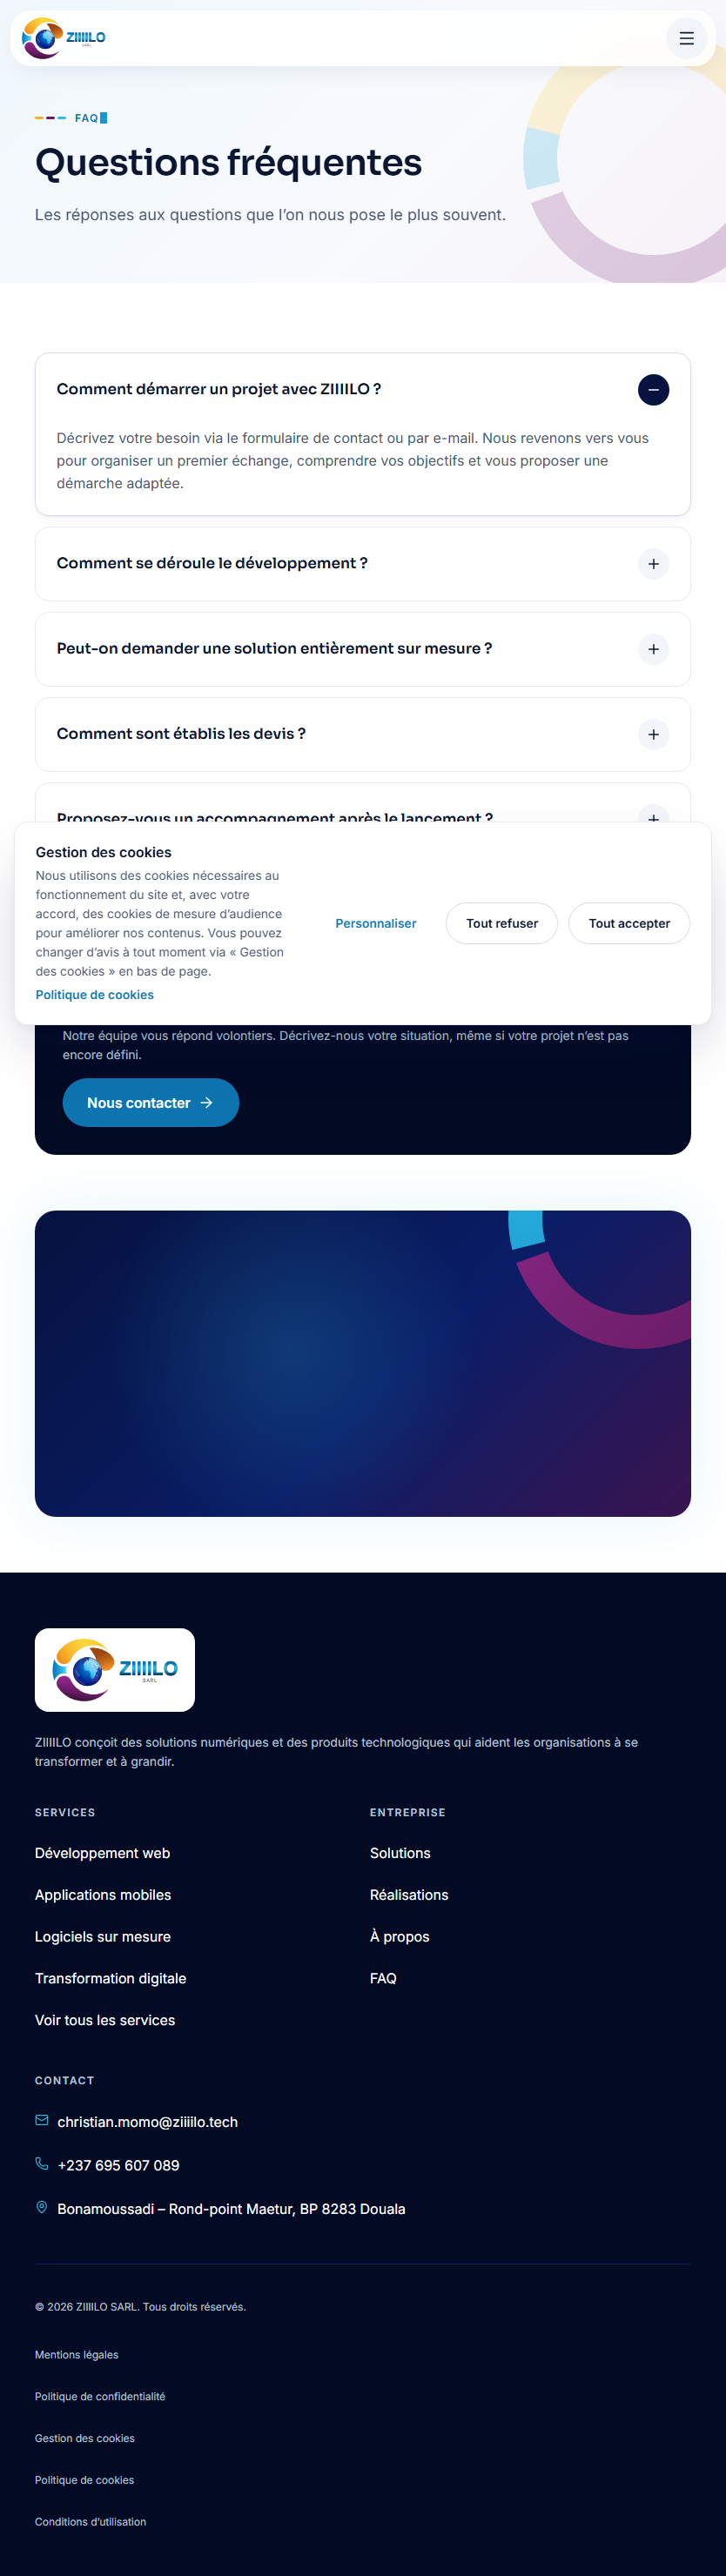 ZIIIILO
SARL
FAQ
Questions fréquentes
Les réponses aux questions que l’on nous pose le plus souvent.
Comment démarrer un projet avec ZIIIILO ?
Décrivez votre besoin via le formulaire de contact ou par e-mail. Nous revenons vers vous
pour organiser un premier échange, comprendre vos objectifs et vous proposer une
démarche adaptée.
Comment se déroule le développement ?
Peut-on demander une solution entièrement sur mesure ?
Comment sont établis les devis ?
Proposez-vous un accompagnement après le lancement ?
Gestion des cookies
Nous utilisons des cookies nécessaires au
fonctionnement du site et, avec votre
accord, des cookies de mesure d’audience
pour améliorer nos contenus. Vous pouvez
changer d’avis à tout moment via « Gestion
des cookies » en bas de page.
Politique de cookies
Personnaliser
Tout refuser
Tout accepter
Notre équipe vous répond volontiers. Décrivez-nous votre situation, même si votre projet n’est pas
encore défini.
Nous contacter
ZIIIILO
SARL
ZIIIILO conçoit des solutions numériques et des produits technologiques qui aident les organisations à se
transformer et à grandir.
SERVICES
Développement web
Applications mobiles
Logiciels sur mesure
Transformation digitale
Voir tous les services
ENTREPRISE
Solutions
Réalisations
À propos
FAQ
CONTACT
christian.momo@ziiiilo.tech
+237 695 607 089
Bonamoussadi – Rond-point Maetur, BP 8283 Douala
© 2026 ZIIIILO SARL. Tous droits réservés.
Mentions légales
Politique de confidentialité
Gestion des cookies
Politique de cookies
Conditions d’utilisation